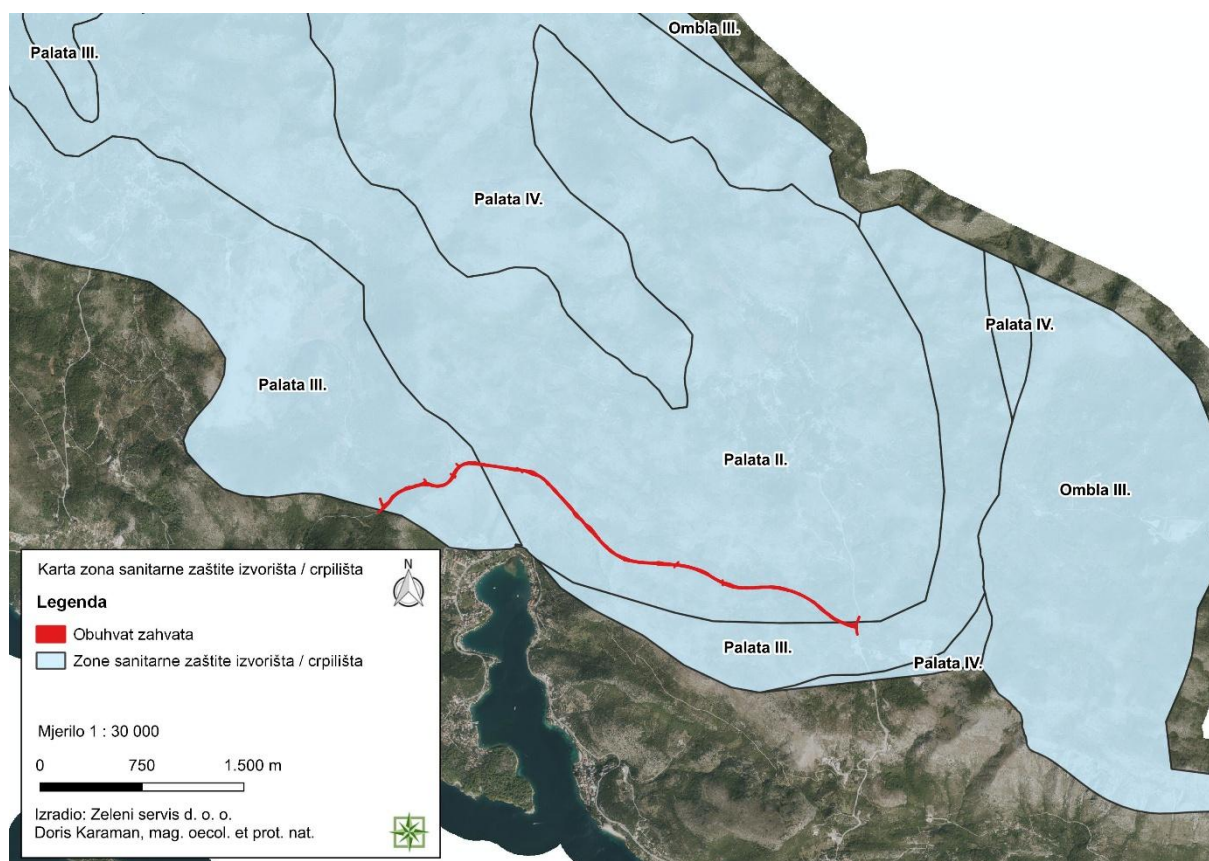 Ombla III.
Palata III.
Palata IV.
Palata IV.
Palata III.
Palata II.
Ombla III.
Palata III.
Palata IV.
Karta zona sanitarne zaštite izvorišta / crpilišta
N
Legenda
Obuhvat zahvata
Zone sanitarne zaštite izvorišta / crpilišta
Mjerilo 1 : 30 000
0 750 1.500 m
Izradio: Zeleni servis d. o. o.
Doris Karaman, mag. oecol. et prot. nat.